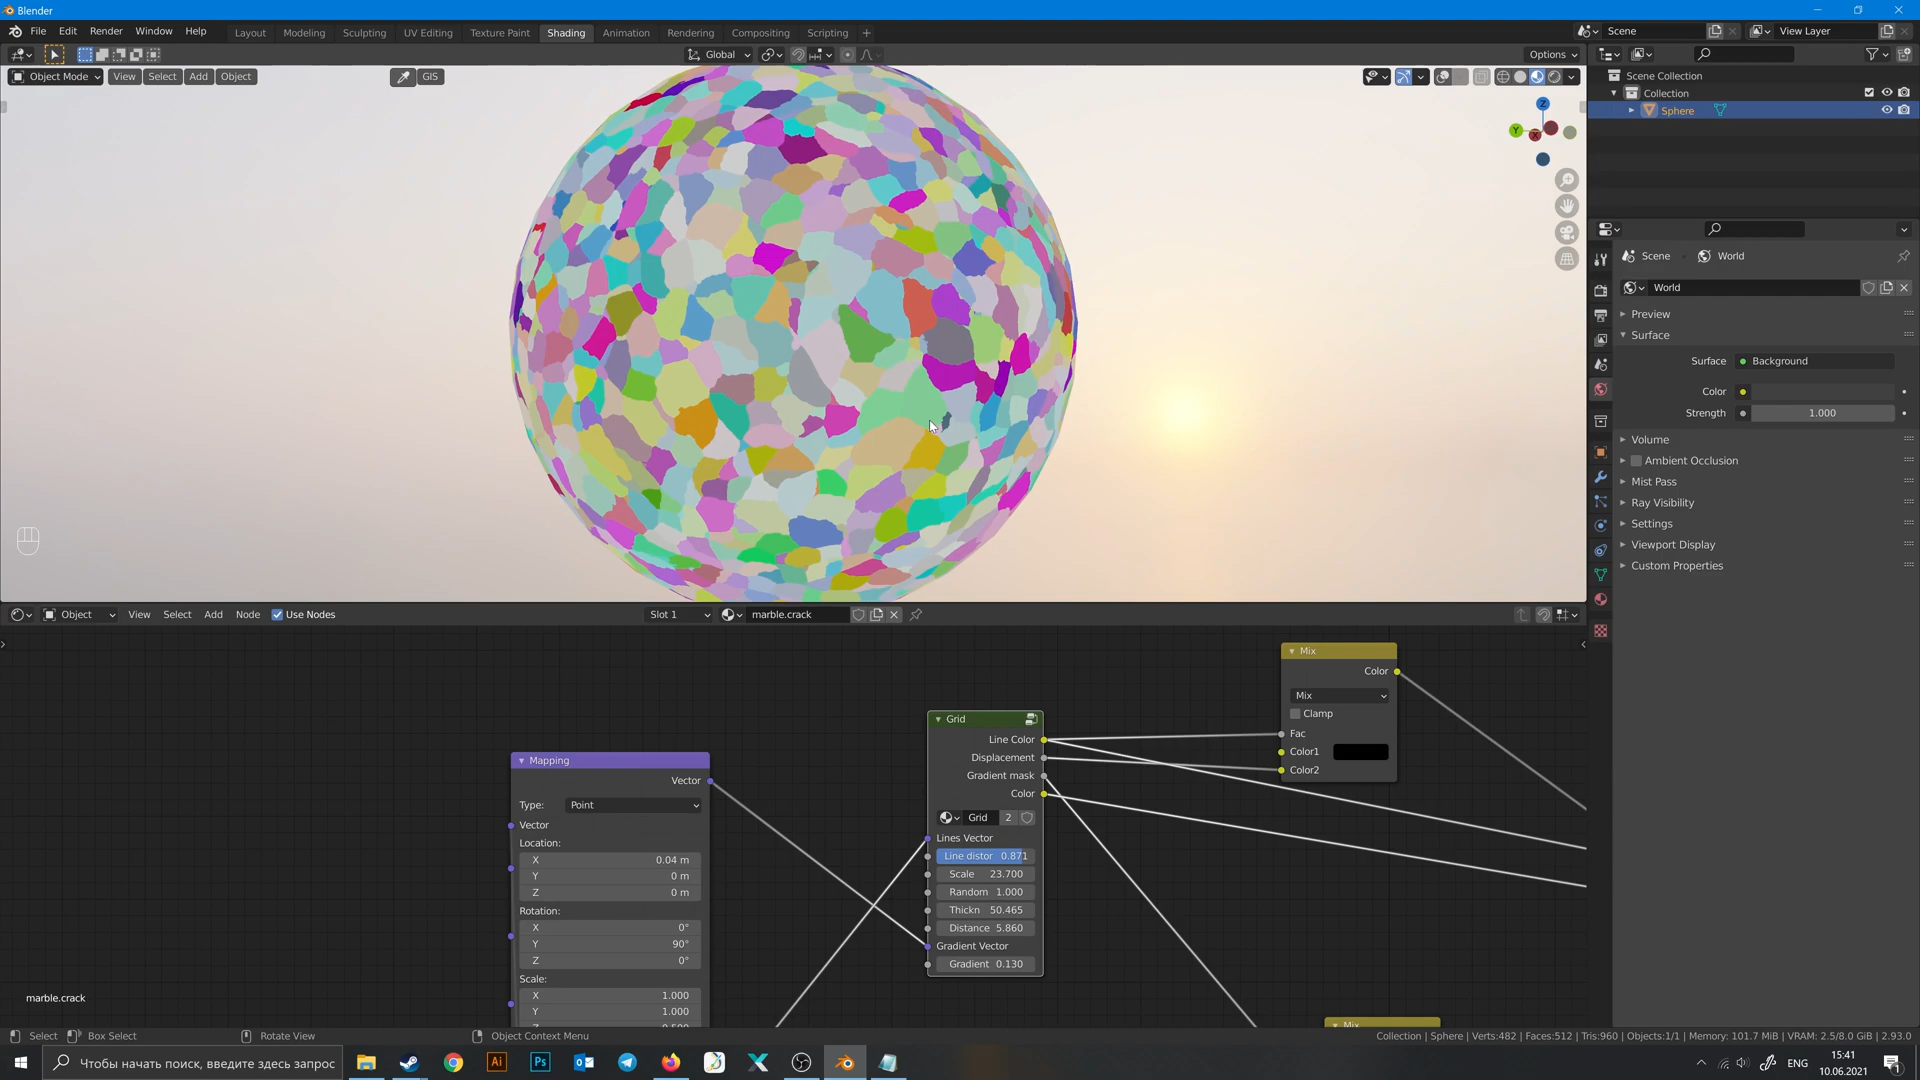 Blender
File Edit Render Window Help
Layout Modeling Sculpting UV Editing Texture Paint Shading Animation Rendering Compositing Scripting +
Scene
View Layer
Global
Options
Object Mode View Select Add Object
GIS
Z
Y
X
Scene Collection
Collection
Sphere
Scene World
World
Preview
Surface
Surface Background
Color
Strength 1.000
Volume
Ambient Occlusion
Mist Pass
Ray Visibility
Settings
Viewport Display
Custom Properties
Object View Select Add Node Use Nodes
Slot 1
marble.crack
Mix
Color
Mix
Clamp
Fac
Color1
Color2
Grid
Line Color
Displacement
Gradient mask
Color
Grid 2
Lines Vector
Line distor 0.871
Scale 23.700
Random 1.000
Thickn 50.465
Distance 5.860
Gradient Vector
Gradient 0.130
Mapping
Vector
Type: Point
Vector
Location:
X 0.04 m
Y 0 m
Z 0 m
Rotation:
X 0°
Y 90°
Z 0°
Scale:
X 1.000
Y 1.000
Mix
marble.crack
Select Box Select Rotate View Object Context Menu
Collection | Sphere | Verts:482 | Faces:512 | Tris:960 | Objects:1/1 | Memory: 101.7 MiB | VRAM: 2.5/8.0 GiB | 2.93.0
Чтобы начать поиск, введите здесь запрос
Ai
Ps
ENG
15:41
10.06.2021
1